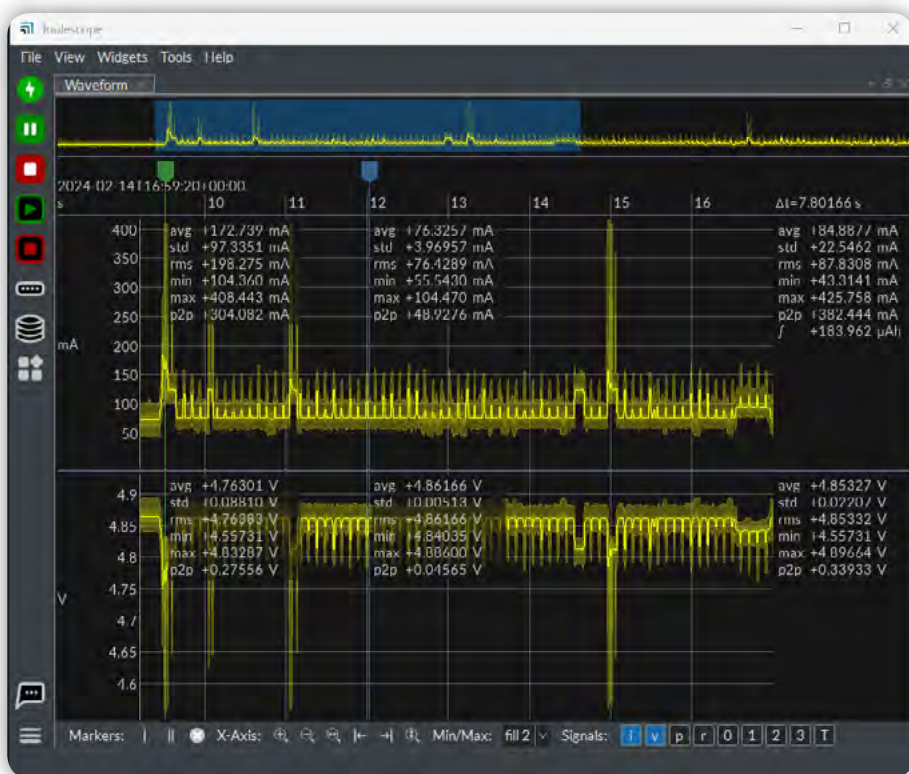 Joulescope
File View Widgets Tools Help
Waveform
2024-02-14T16:59:20+00:00
s 10 11 12 13 14 15 16 Δt=7.80166 s
400
350
300
250
mA 200
150
100
50
avg +172.739 mA
std +97.3351 mA
rms +198.275 mA
min +104.360 mA
max +408.443 mA
p2p +304.082 mA
avg +76.3257 mA
std +3.96957 mA
rms +76.4289 mA
min +55.5430 mA
max +104.470 mA
p2p +48.9276 mA
avg +84.8877 mA
std +22.5462 mA
rms +87.8308 mA
min +43.3141 mA
max +425.758 mA
p2p +382.444 mA
∫ +183.962 µAh
4.9
4.85
4.8
4.75
V
4.7
4.65
4.6
avg +4.76301 V
std +0.08810 V
rms +4.76383 V
min +4.55731 V
max +4.83287 V
p2p +0.27556 V
avg +4.86166 V
std +0.00513 V
rms +4.86166 V
min +4.84035 V
max +4.88600 V
p2p +0.04565 V
avg +4.85327 V
std +0.02207 V
rms +4.85332 V
min +4.55731 V
max +4.89664 V
p2p +0.33933 V
Markers: X-Axis: Min/Max: fill 2 Signals: i v p r 0 1 2 3 T